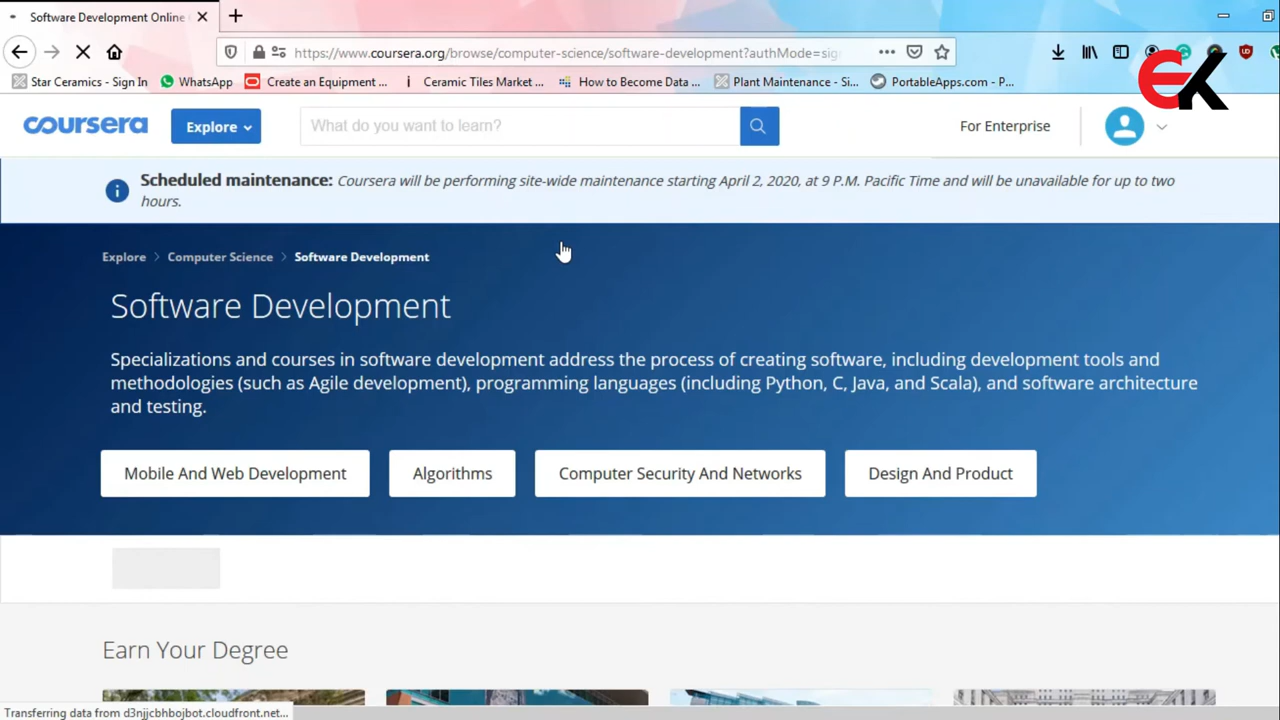 Software Development Online
https://www.coursera.org/browse/computer-science/software-development?authMode=sig
Star Ceramics - Sign In WhatsApp Create an Equipment ... Ceramic Tiles Market ... How to Become Data ... Plant Maintenance - Si... PortableApps.com - P...
EK
coursera Explore What do you want to learn? For Enterprise
Scheduled maintenance: Coursera will be performing site-wide maintenance starting April 2, 2020, at 9 P.M. Pacific Time and will be unavailable for up to two
hours.
Explore > Computer Science > Software Development
Software Development
Specializations and courses in software development address the process of creating software, including development tools and
methodologies (such as Agile development), programming languages (including Python, C, Java, and Scala), and software architecture
and testing.
Mobile And Web Development Algorithms Computer Security And Networks Design And Product
Earn Your Degree
Transferring data from d3njjcbhbojbot.cloudfront.net...